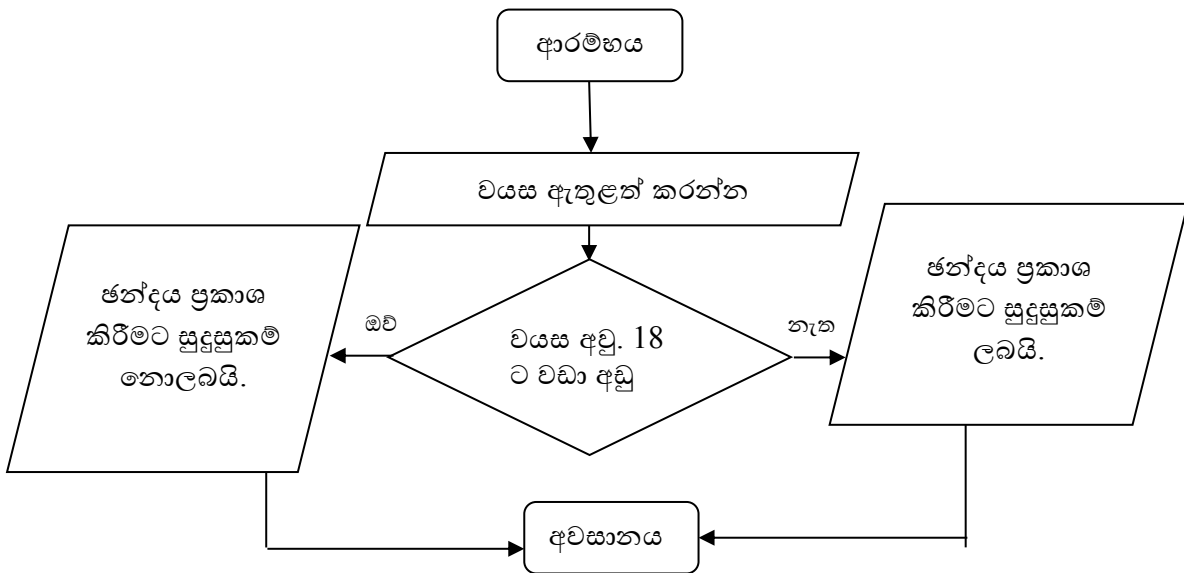 ආරම්භය
වයස ඇතුළත් කරන්න
ඡන්දය ප්‍රකාශ
කිරීමට සුදුසුකම්
නොලබයි.
ඔව්
වයස අවු. 18
ට වඩා අඩු
නැත
ඡන්දය ප්‍රකාශ
කිරීමට සුදුසුකම්
ලබයි.
අවසානය